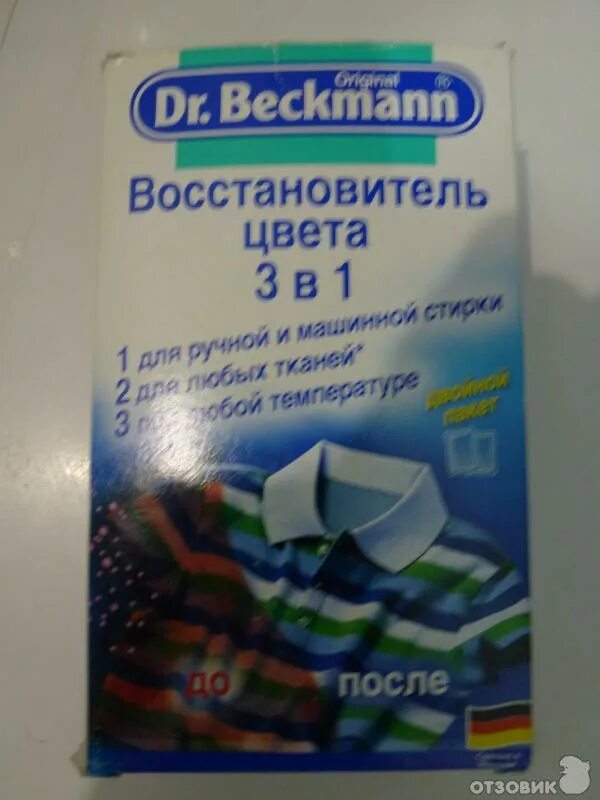 Original ®
Dr. Beckmann
Восстановитель
цвета
3 в 1
1 для ручной и машинной стирки
2 для любых тканей*
3 при любой температуре
двойной
пакет
до после
ОТЗОВИК